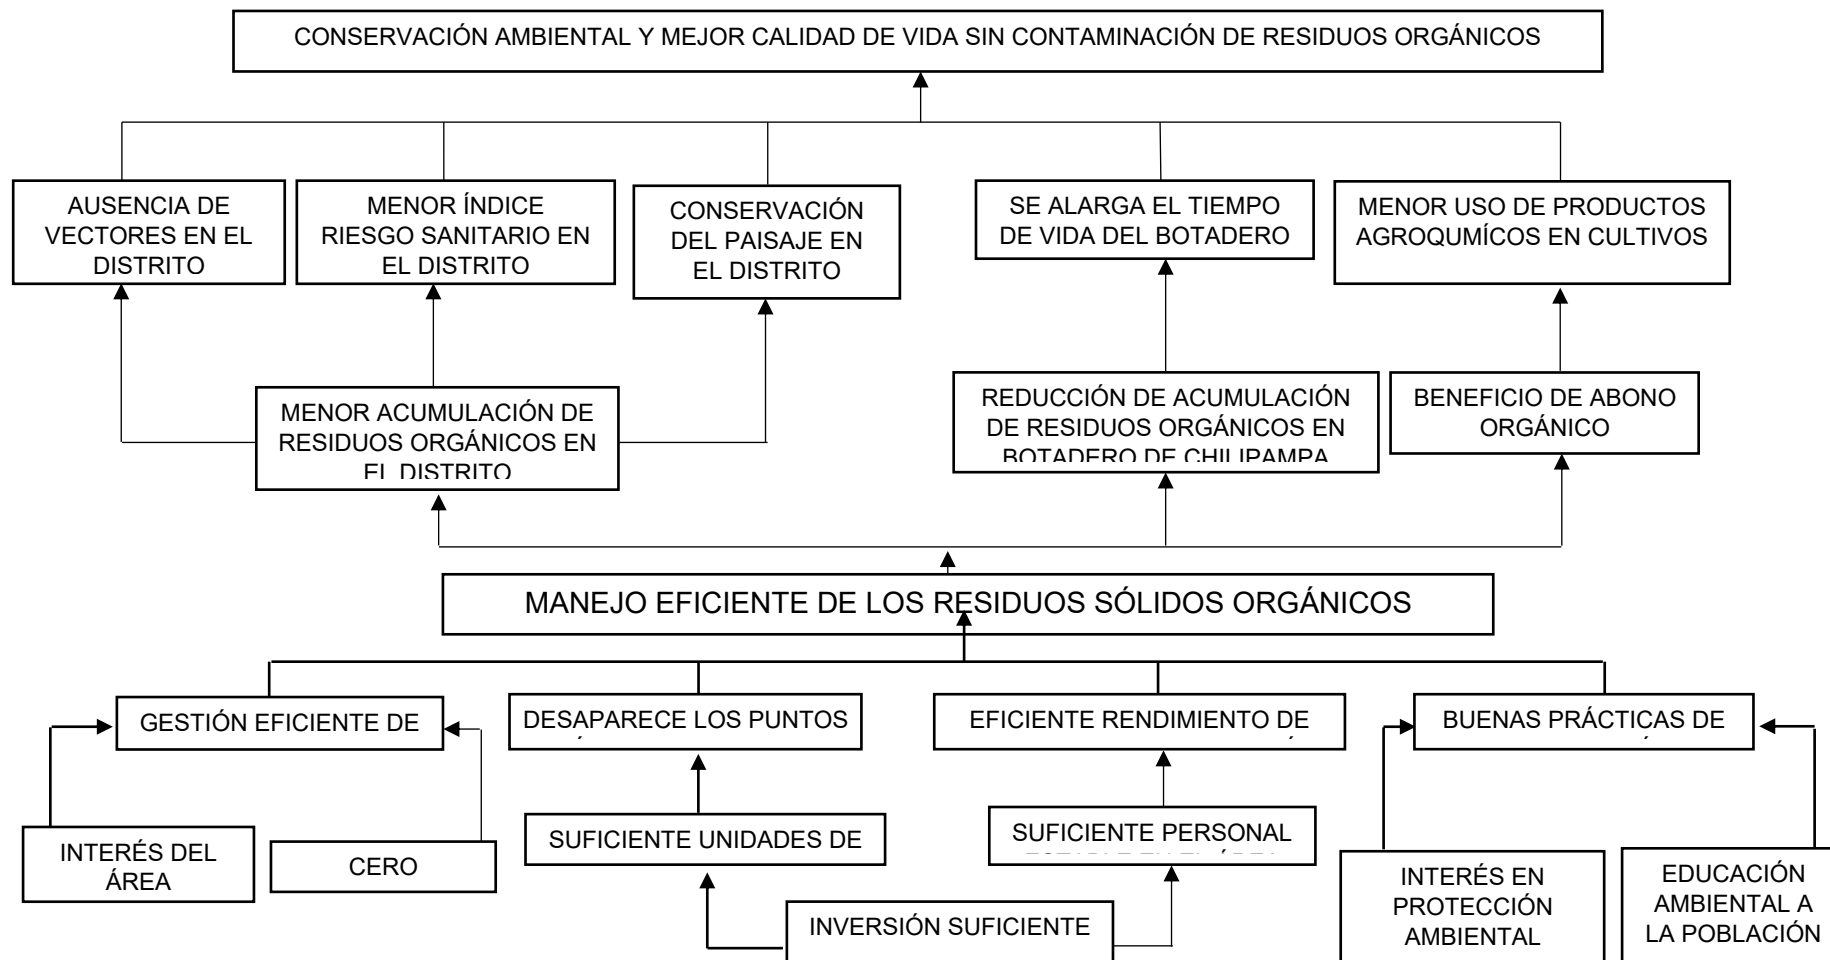 CONSERVACIÓN AMBIENTAL Y MEJOR CALIDAD DE VIDA SIN CONTAMINACIÓN DE RESIDUOS ORGÁNICOS
AUSENCIA DE
VECTORES EN EL
DISTRITO
MENOR ÍNDICE
RIESGO SANITARIO EN
EL DISTRITO
CONSERVACIÓN
DEL PAISAJE EN
EL DISTRITO
SE ALARGA EL TIEMPO
DE VIDA DEL BOTADERO
MENOR USO DE PRODUCTOS
AGROQUMÍCOS EN CULTIVOS
MENOR ACUMULACIÓN DE
RESIDUOS ORGÁNICOS EN
EL DISTRITO
REDUCCIÓN DE ACUMULACIÓN
DE RESIDUOS ORGÁNICOS EN
BOTADERO DE CHILIPAMPA
BENEFICIO DE ABONO
ORGÁNICO
MANEJO EFICIENTE DE LOS RESIDUOS SÓLIDOS ORGÁNICOS
GESTIÓN EFICIENTE DE
DESAPARECE LOS PUNTOS
EFICIENTE RENDIMIENTO DE
BUENAS PRÁCTICAS DE
INTERÉS DEL
ÁREA
CERO
SUFICIENTE UNIDADES DE
SUFICIENTE PERSONAL
INVERSIÓN SUFICIENTE
INTERÉS EN
PROTECCIÓN
AMBIENTAL
EDUCACIÓN
AMBIENTAL A
LA POBLACIÓN